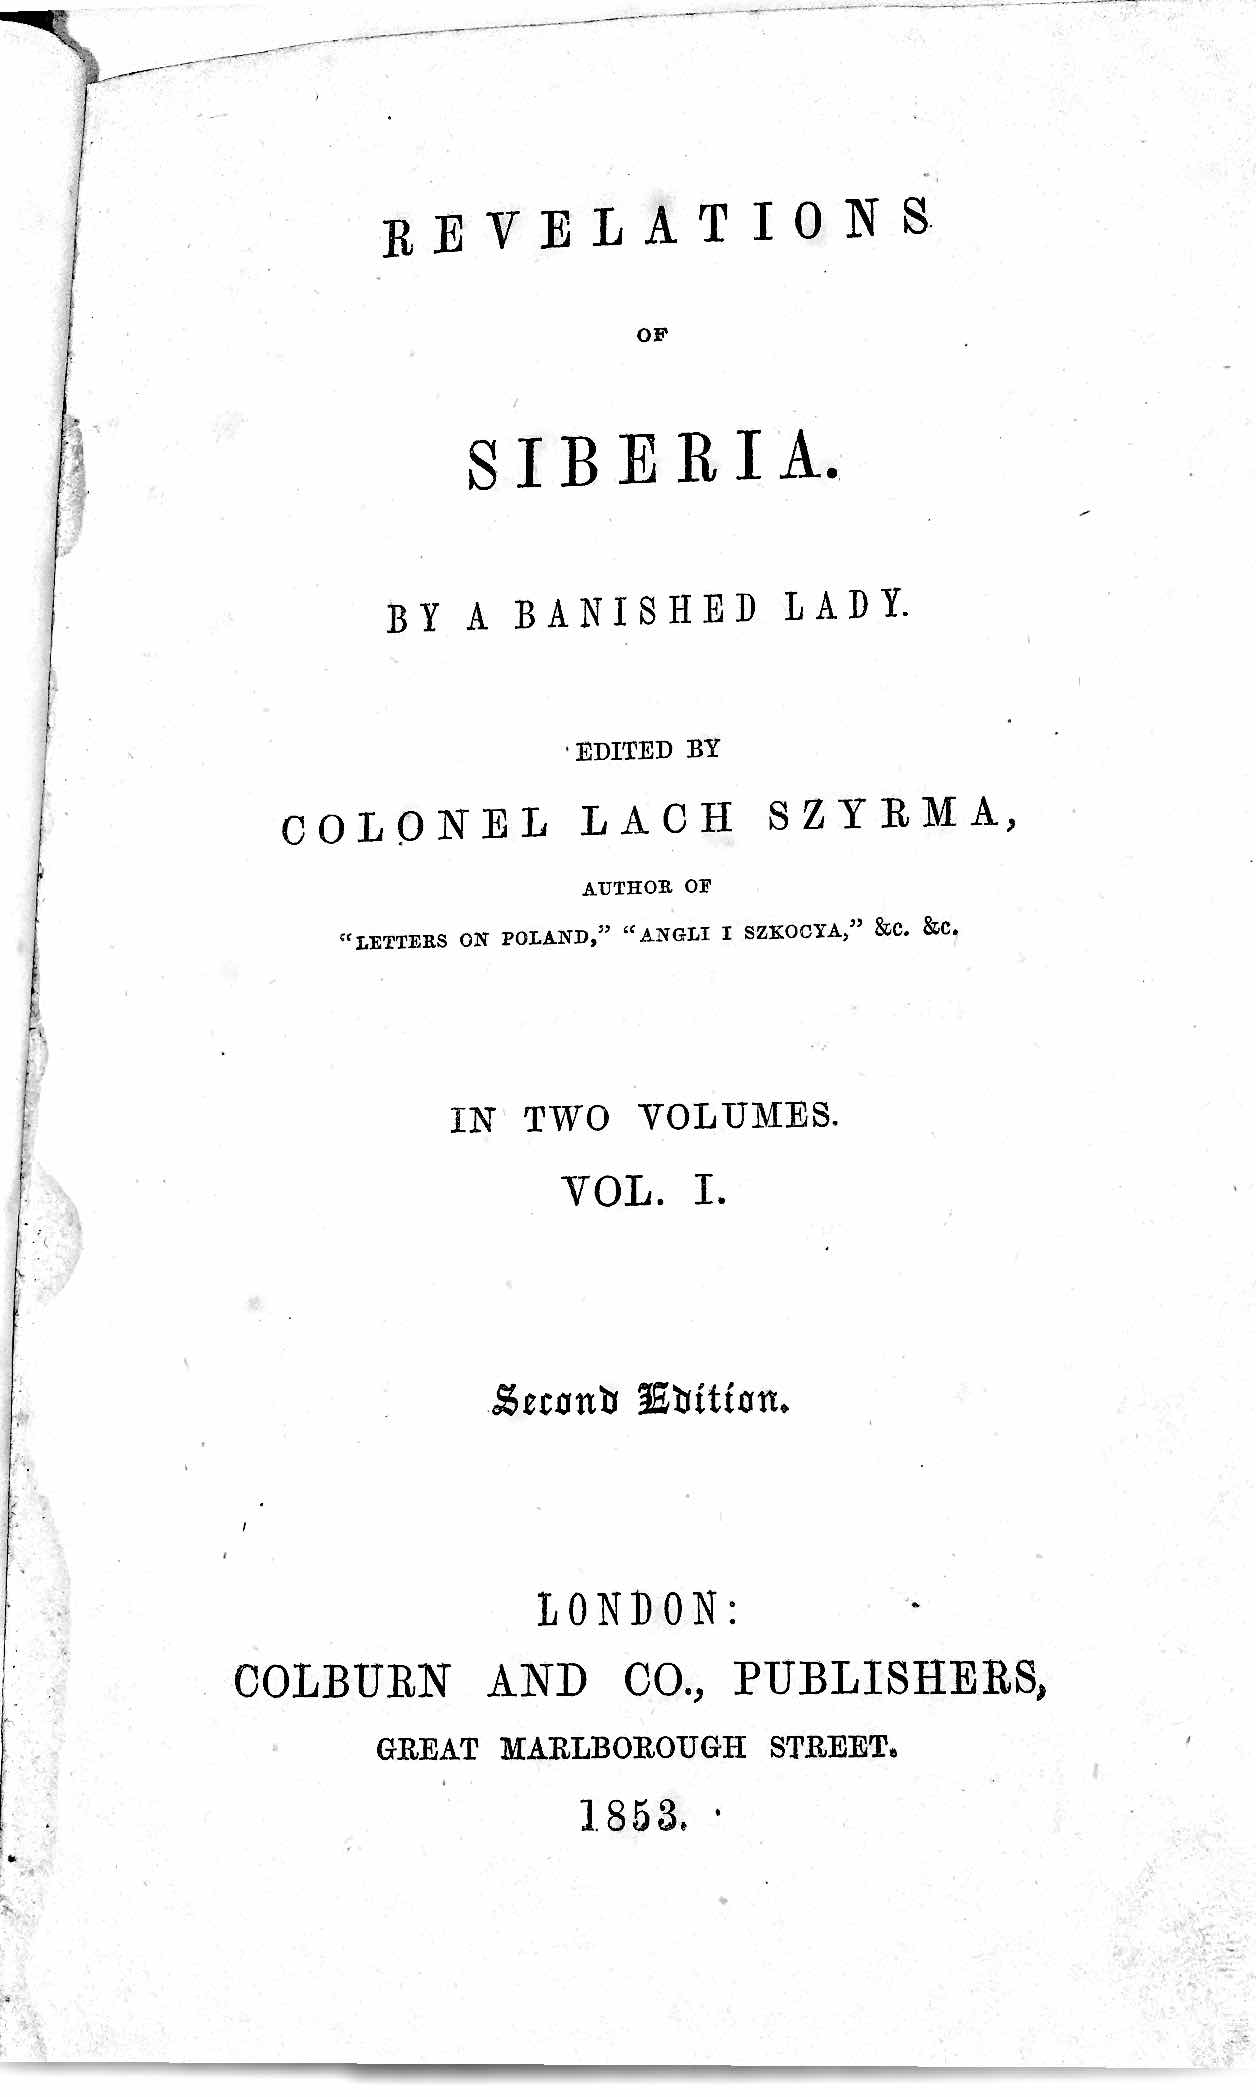 REVELATIONS
OF
SIBERIA.
BY A BANISHED LADY.
EDITED BY
COLONEL LACH SZYRMA,
AUTHOR OF
“LETTERS ON POLAND,” “ANGLI I SZKOCYA,” &C. &C.
IN TWO VOLUMES.
VOL. I.
Second Edition.
LONDON:
COLBURN AND CO., PUBLISHERS,
GREAT MARLBOROUGH STREET.
1853.